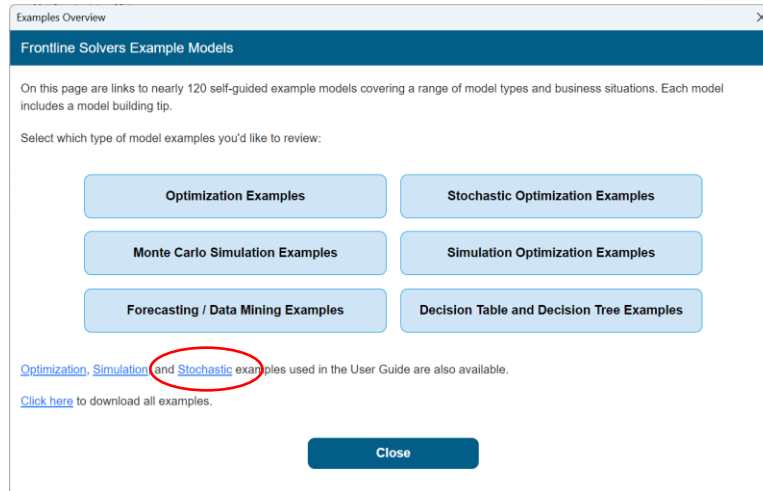 Examples Overview
Frontline Solvers Example Models
On this page are links to nearly 120 self-guided example models covering a range of model types and business situations. Each model
includes a model building tip.
Select which type of model examples you'd like to review:
Optimization Examples
Stochastic Optimization Examples
Monte Carlo Simulation Examples
Simulation Optimization Examples
Forecasting / Data Mining Examples
Decision Table and Decision Tree Examples
Optimization, Simulation, and Stochastic examples used in the User Guide are also available.
Click here to download all examples.
Close